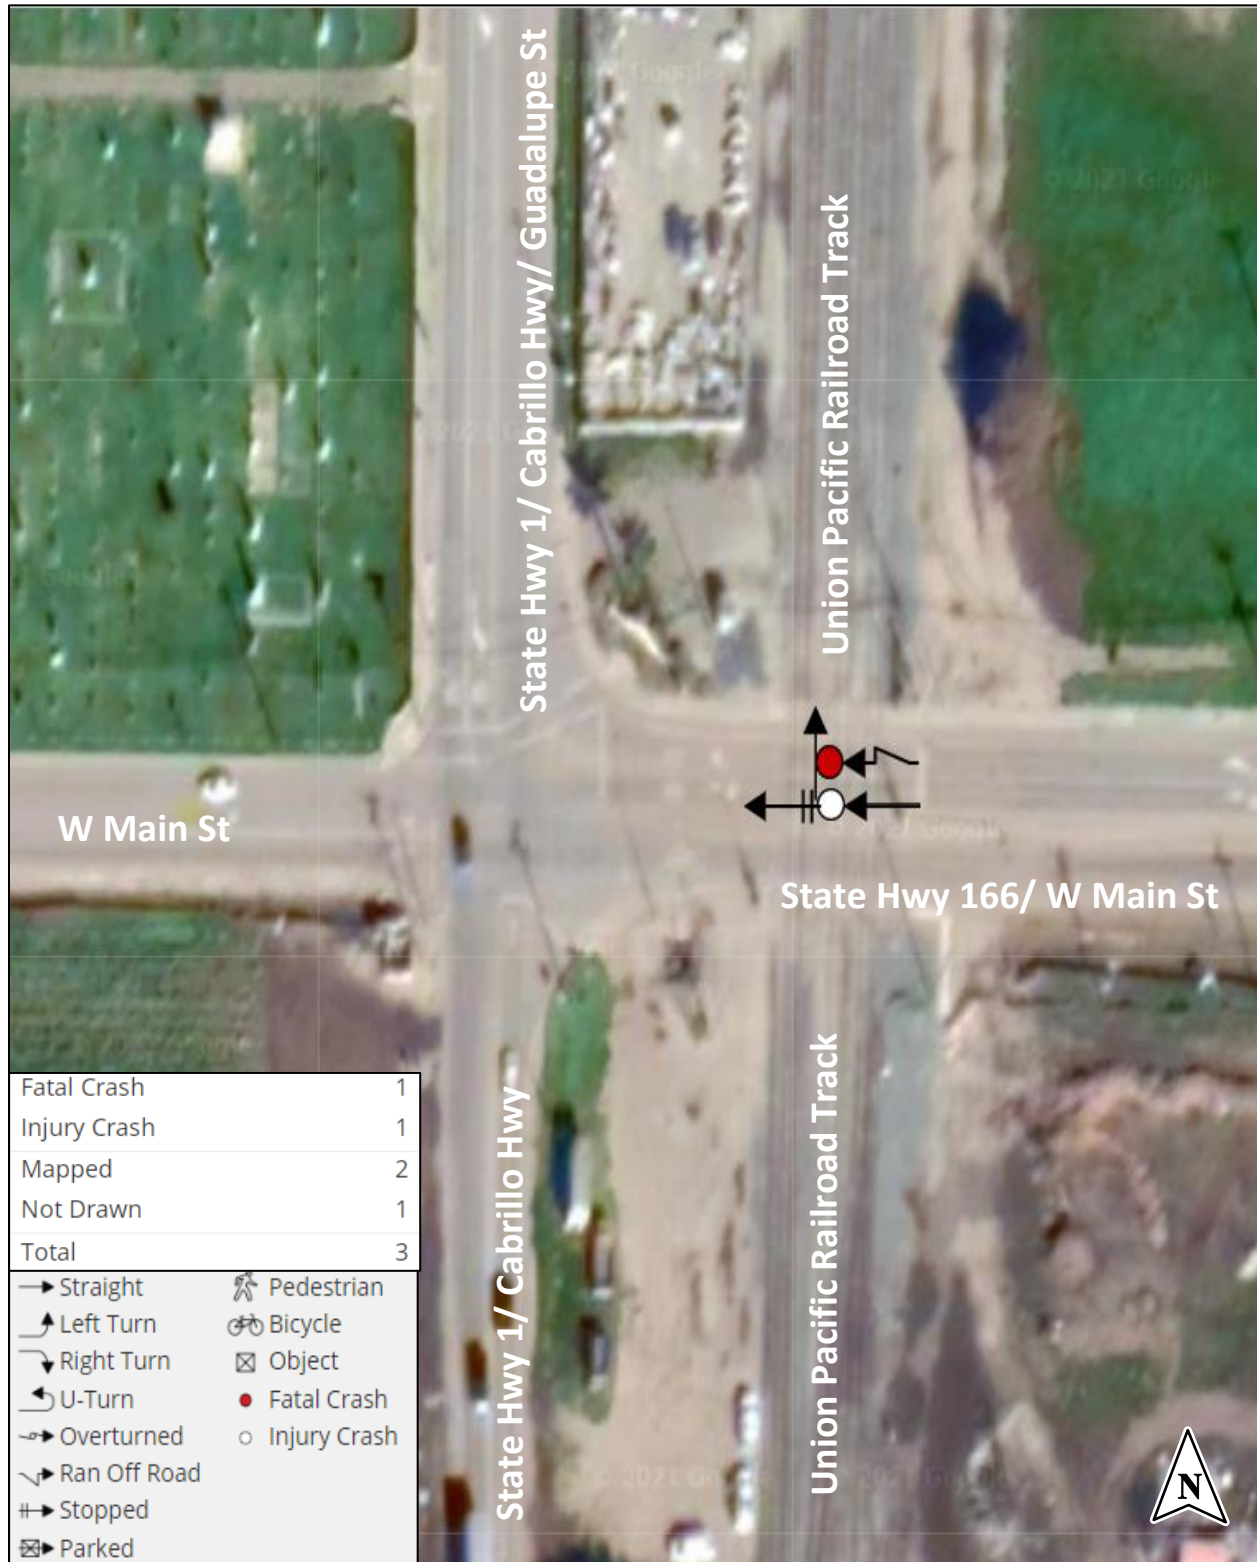 State Hwy 1/ Cabrillo Hwy/ Guadalupe St
Union Pacific Railroad Track
W Main St
State Hwy 166/ W Main St
State Hwy 1/ Cabrillo Hwy
Union Pacific Railroad Track
Fatal Crash 1
Injury Crash 1
Mapped 2
Not Drawn 1
Total 3
Straight Pedestrian
Left Turn Bicycle
Right Turn Object
U-Turn Fatal Crash
Overturned Injury Crash
Ran Off Road
Stopped
Parked
N
© 2021 Google